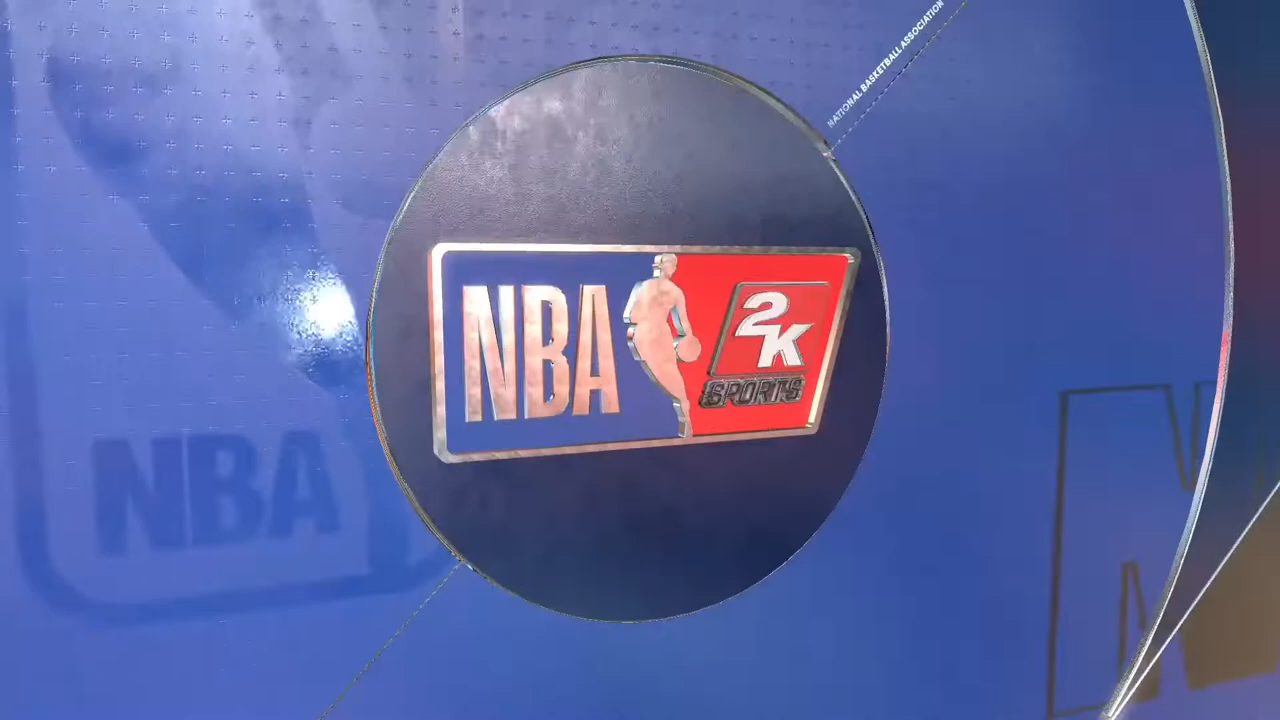 NATIONAL BASKETBALL ASSOCIATION
NBA
2K
SPORTS
NBA